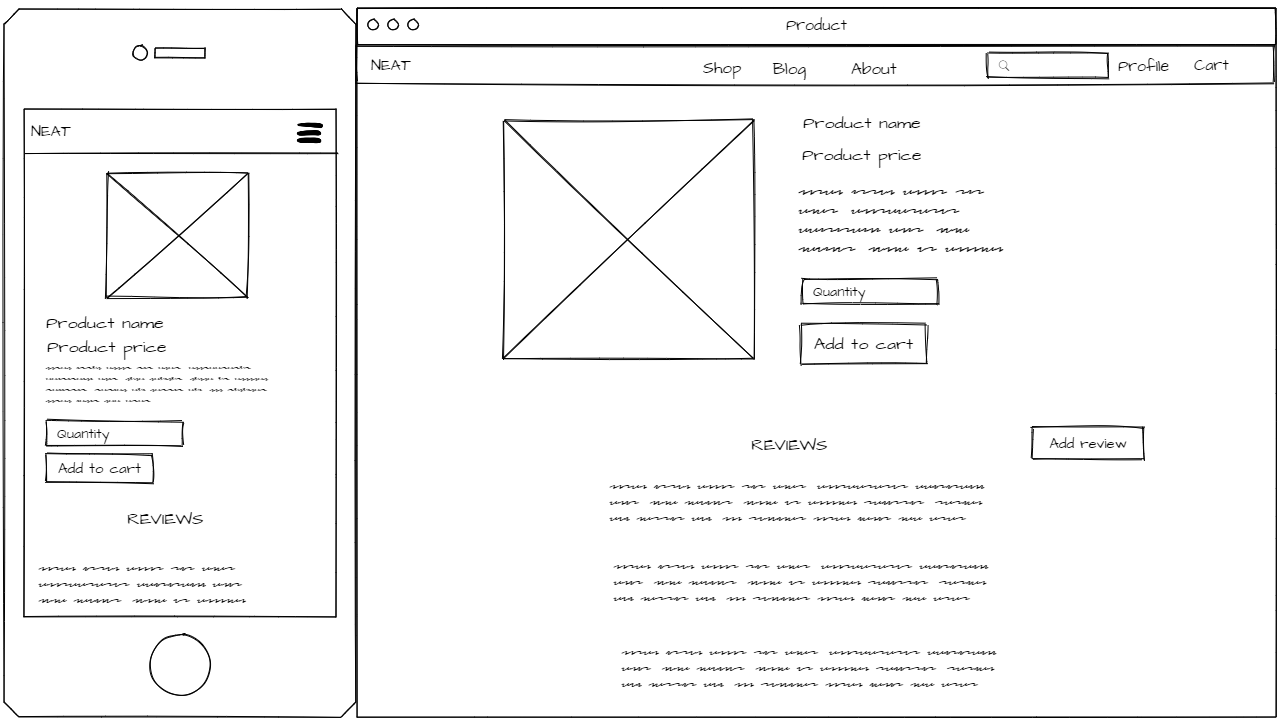 NEAT
Product name
Product price
Quantity
Add to cart
REVIEWS
Product
NEAT Shop Blog About Profile Cart
Product name
Product price
Quantity
Add to cart
REVIEWS Add review